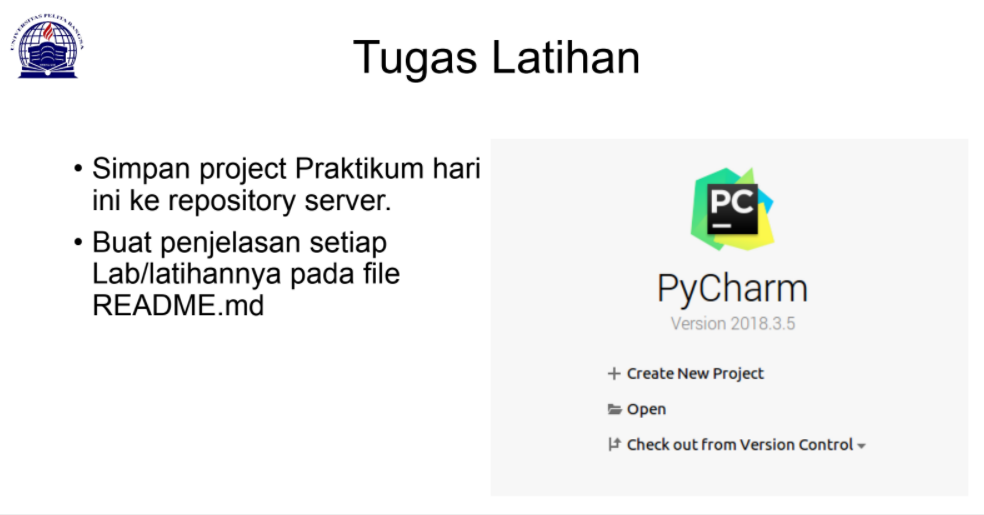 UNIVERSITAS PELITA BANGSA
Tugas Latihan
• Simpan project Praktikum hari
ini ke repository server.
• Buat penjelasan setiap
Lab/latihannya pada file
README.md
PC
PyCharm
Version 2018.3.5
+ Create New Project
Open
Check out from Version Control